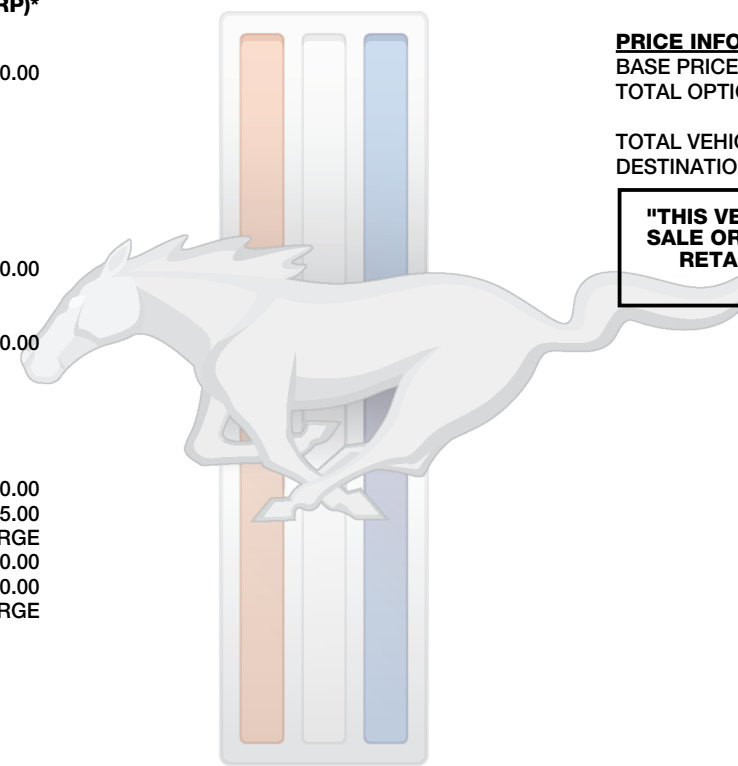 RP)*
0.00
0.00
0.00
0.00
5.00
RGE
0.00
0.00
RGE
PRICE INFO
BASE PRICE
TOTAL OPTIO
TOTAL VEHIC
DESTINATIO
"THIS VE
SALE OR
RETA